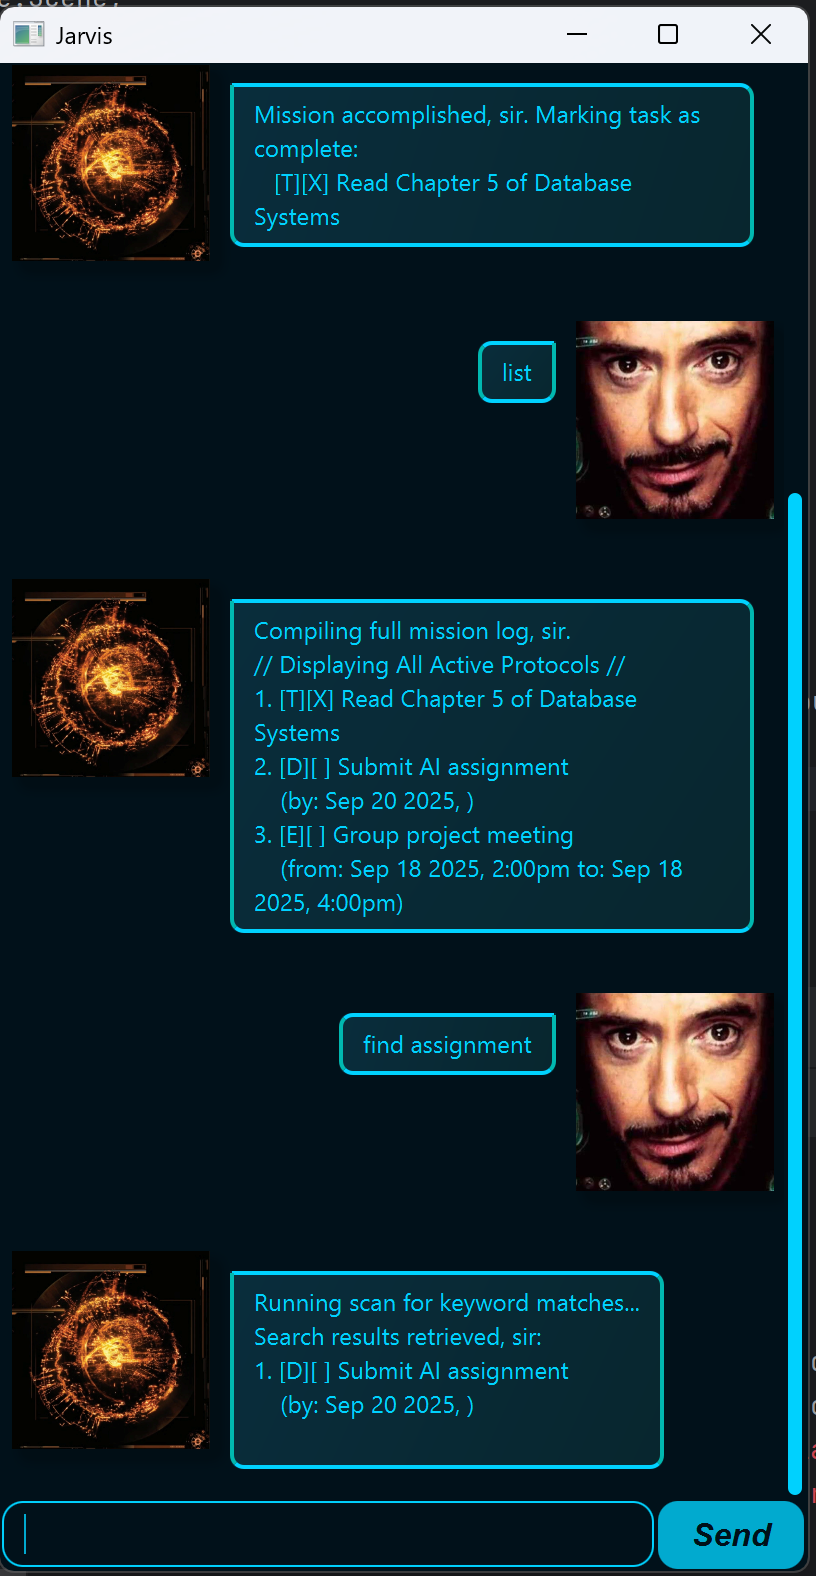 e.Scene;
Jarvis
Mission accomplished, sir. Marking task as
complete:
[T][X] Read Chapter 5 of Database
Systems
list
Compiling full mission log, sir.
// Displaying All Active Protocols //
1. [T][X] Read Chapter 5 of Database
Systems
2. [D][ ] Submit AI assignment
(by: Sep 20 2025, )
3. [E][ ] Group project meeting
(from: Sep 18 2025, 2:00pm to: Sep 18
2025, 4:00pm)
find assignment
Running scan for keyword matches...
Search results retrieved, sir:
1. [D][ ] Submit AI assignment
(by: Sep 20 2025, )
Send